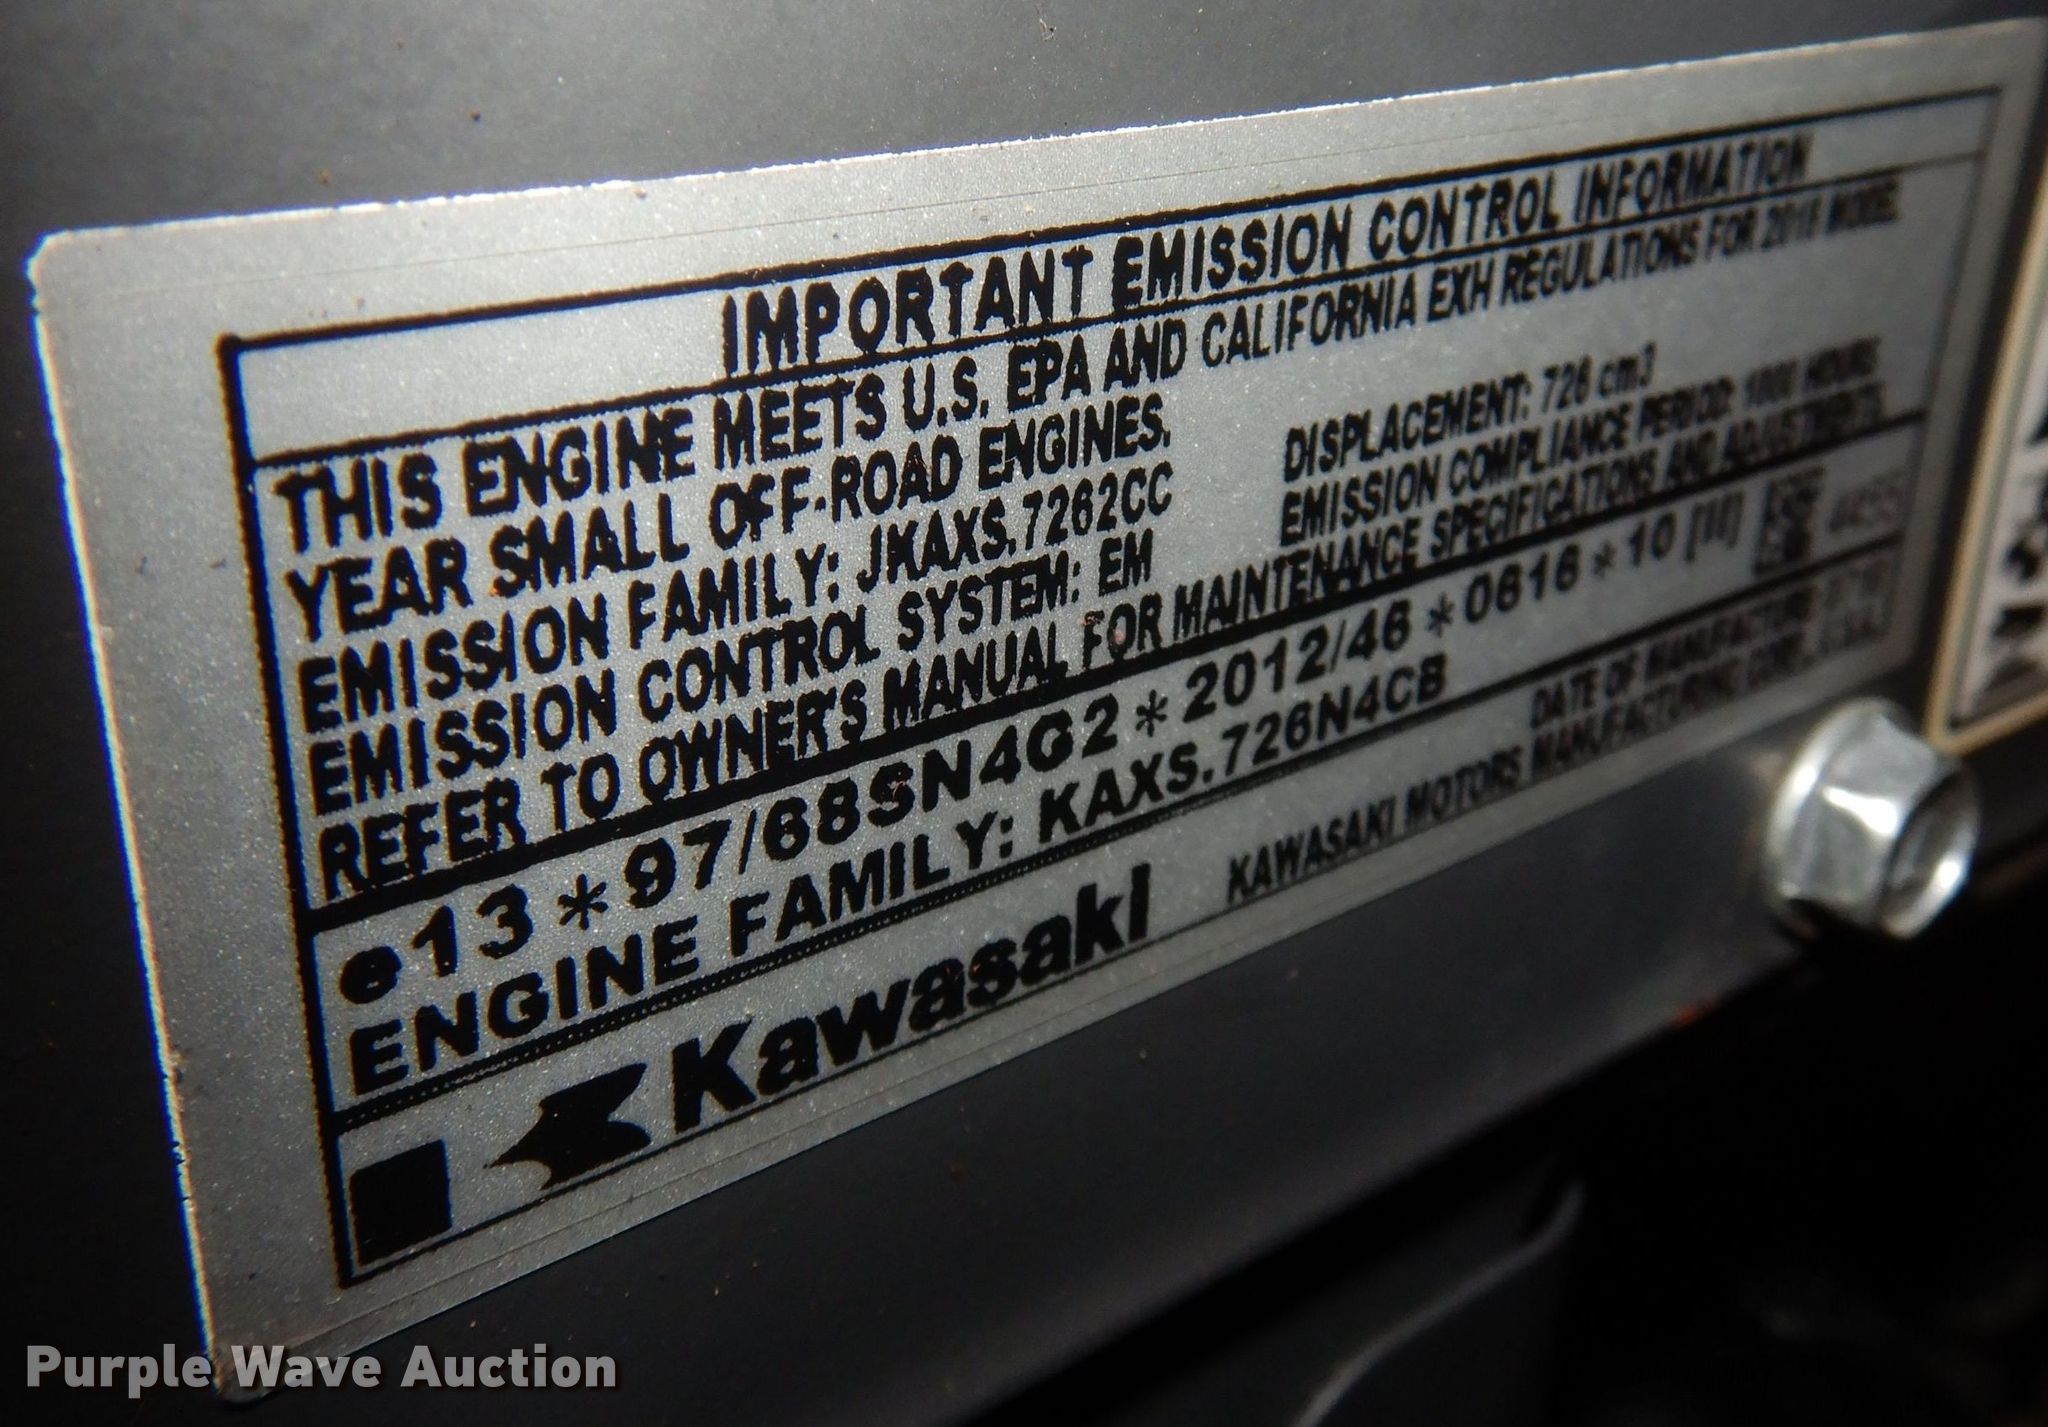 IMPORTANT EMISSION CONTROL INFORMATION
THIS ENGINE MEETS U.S. EPA AND CALIFORNIA EXH REGULATIONS FOR 2018 MODEL
YEAR SMALL OFF-ROAD ENGINES.
EMISSION FAMILY: JKAXS.7262CC DISPLACEMENT: 726 cm3
EMISSION CONTROL SYSTEM: EM EMISSION COMPLIANCE PERIOD: 1000 HOURS
REFER TO OWNER'S MANUAL FOR MAINTENANCE SPECIFICATIONS AND ADJUSTMENTS.
e13*97/68SN4G2*2012/46*0616*10
ENGINE FAMILY: KAXS.726N4CB
DATE OF MANUFACTURE
Kawasaki KAWASAKI MOTORS MANUFACTURING CORP., U.S.A.
Purple Wave Auction